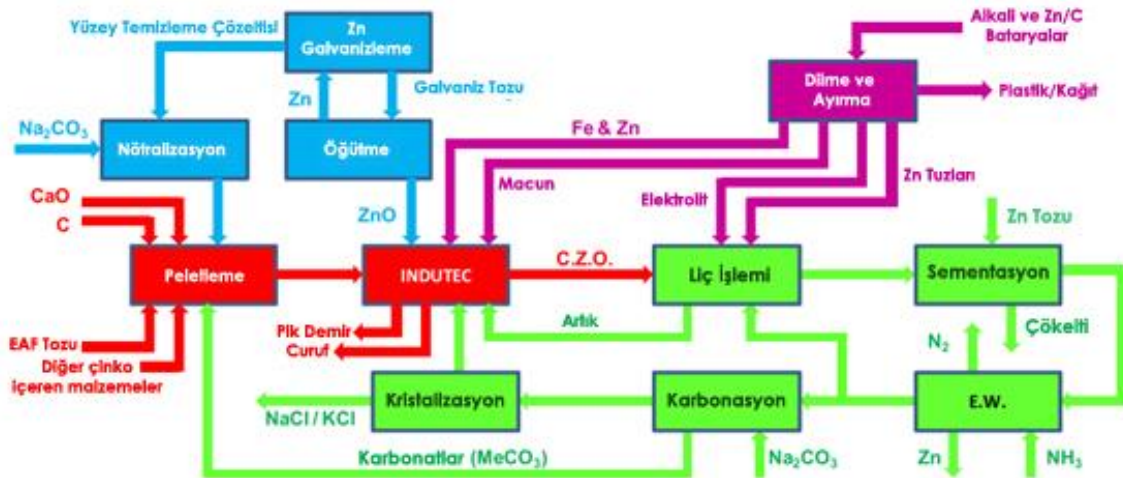 Yüzey Temizleme Çözeltisi
Zn
Galvanizleme
Alkali ve Zn/C
Bataryalar
Galvaniz Tozu
Zn
Dilme ve
Ayırma
Plastik/Kağıt
Na₂CO₃
Nötralizasyon
Öğütme
Fe & Zn
Macun
Elektrolit
Zn Tuzları
CaO
C
ZnO
Zn Tozu
Peletleme
INDUTEC
C.Z.O.
Liç İşlemi
Sementasyon
EAF Tozu
Diğer çinko
içeren malzemeler
Pik Demir
Curuf
Artık
N₂
Çökelti
NaCl / KCl
Kristalizasyon
Karbonasyon
E.W.
Karbonatlar (MeCO₃)
Na₂CO₃
Zn
NH₃